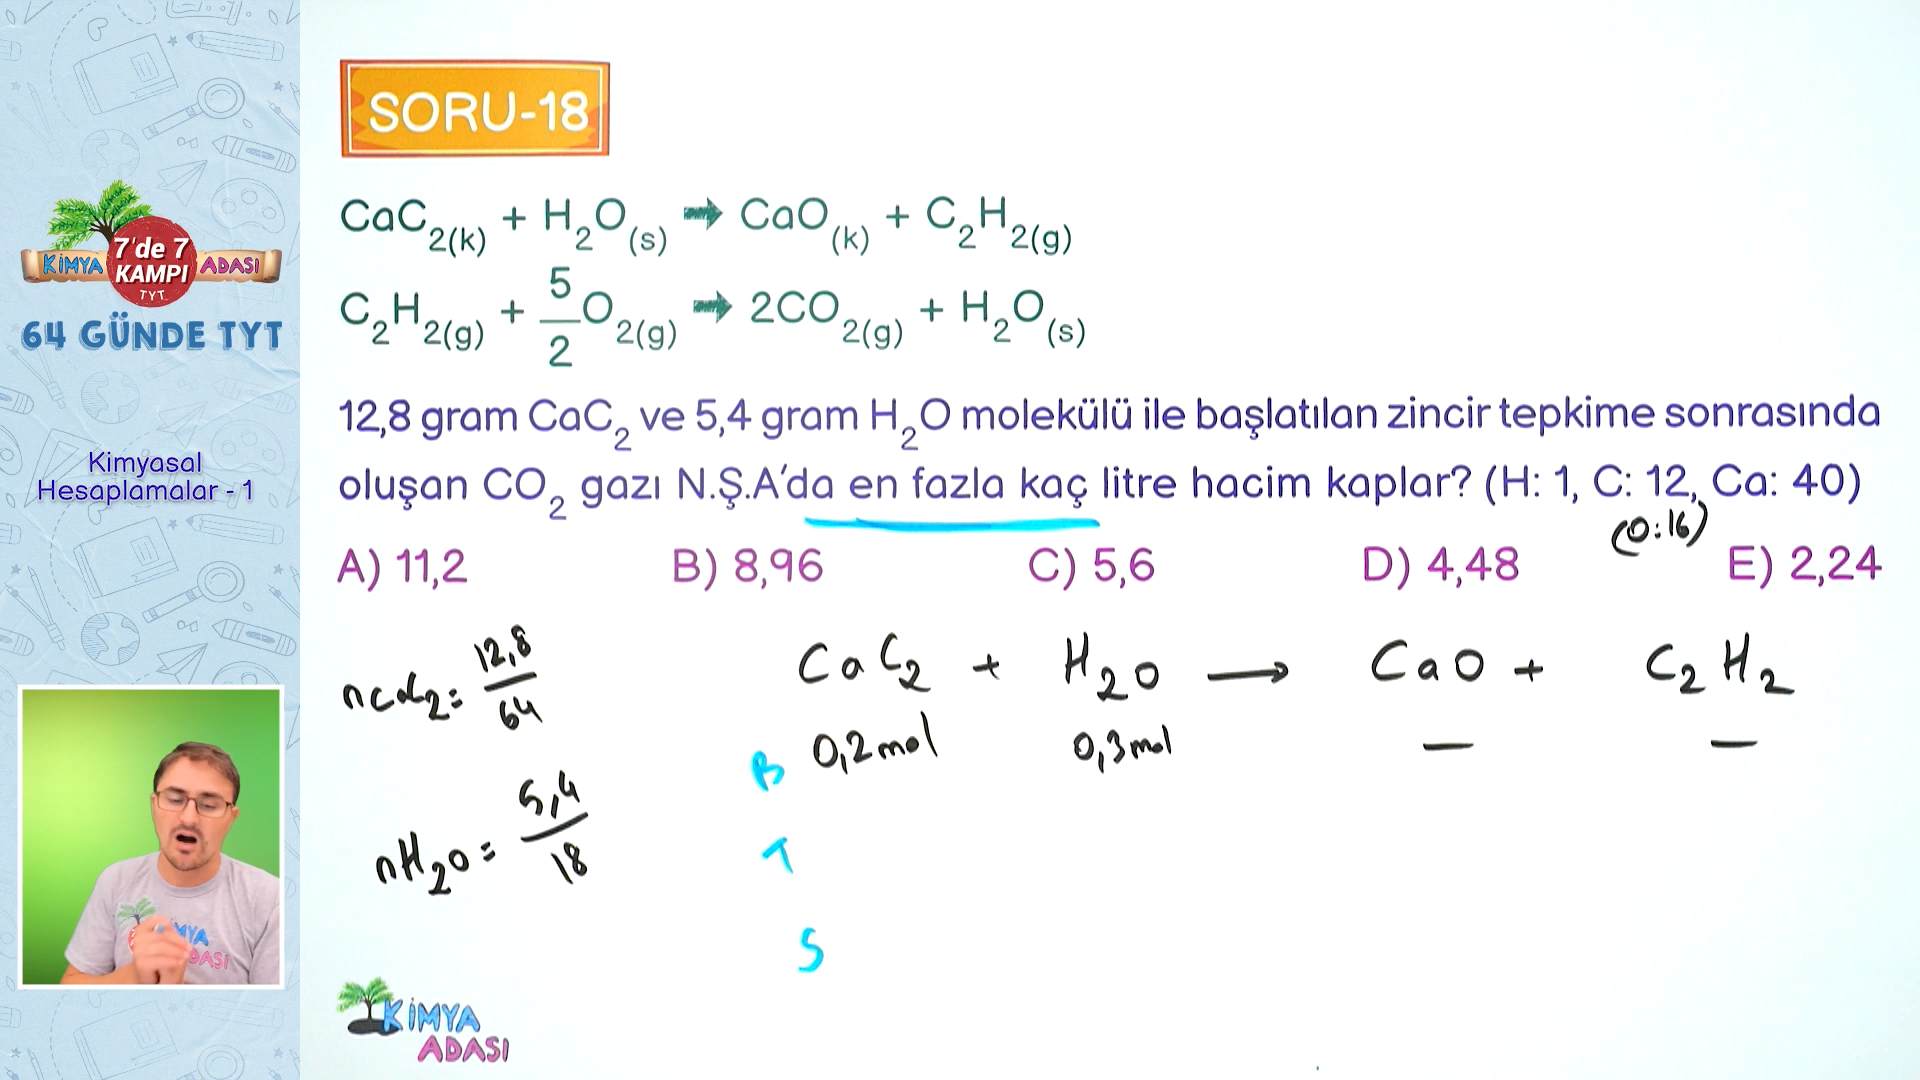 SORU-18
CaC2(k) + H2O(s) → CaO(k) + C2H2(g)
C2H2(g) + 5/2 O2(g) → 2CO2(g) + H2O(s)
12,8 gram CaC2 ve 5,4 gram H2O molekülü ile başlatılan zincir tepkime sonrasında
oluşan CO2 gazı N.Ş.A'da en fazla kaç litre hacim kaplar? (H: 1, C: 12, Ca: 40)
(O:16)
A) 11,2 B) 8,96 C) 5,6 D) 4,48 E) 2,24
nCaC2 = 12,8/64
nH2O = 5,4/18
CaC2 + H2O → CaO + C2H2
B 0,2mol 0,3mol — —
T
S
7'de 7
KİMYA KAMPI ADASI
TYT
64 GÜNDE TYT
Kimyasal
Hesaplamalar - 1
KİMYA
ADASI
KİMYA
ADASI